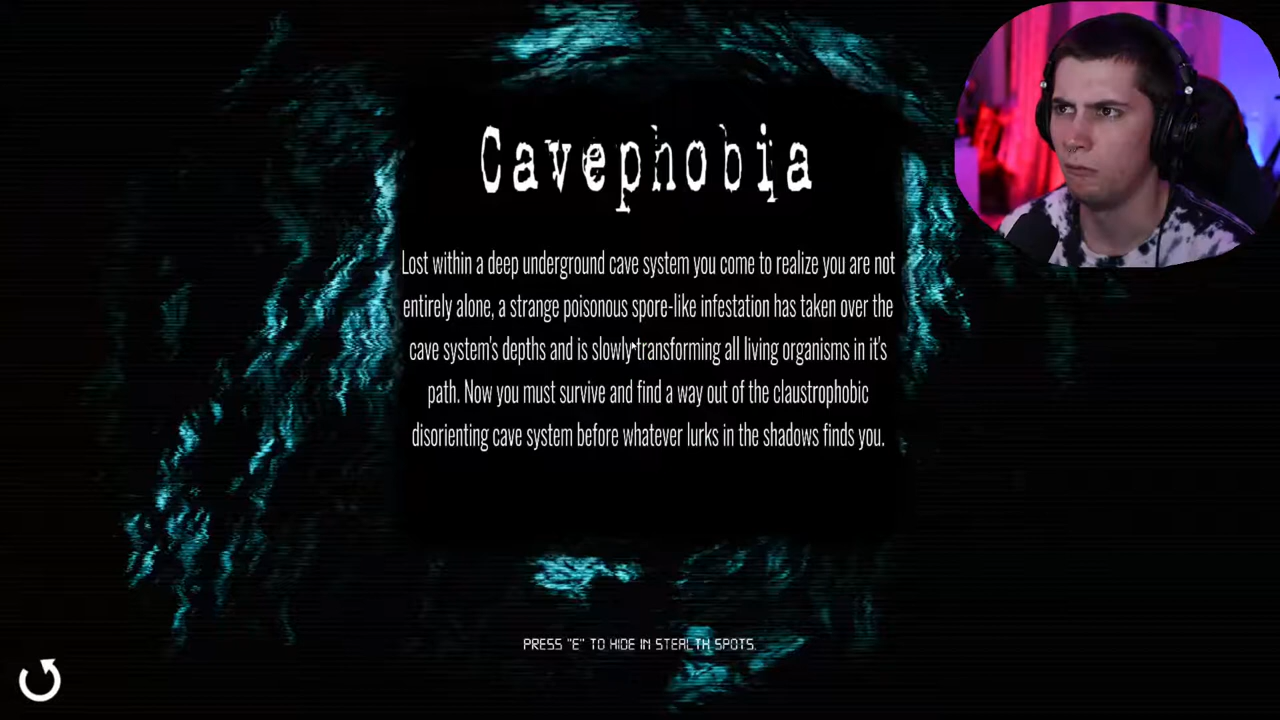 Cavephobia
Lost within a deep underground cave system you come to realize you are not
entirely alone, a strange poisonous spore-like infestation has taken over the
cave system's depths and is slowly transforming all living organisms in it's
path. Now you must survive and find a way out of the claustrophobic
disorienting cave system before whatever lurks in the shadows finds you.
PRESS "E" TO HIDE IN STEALTH SPOTS.